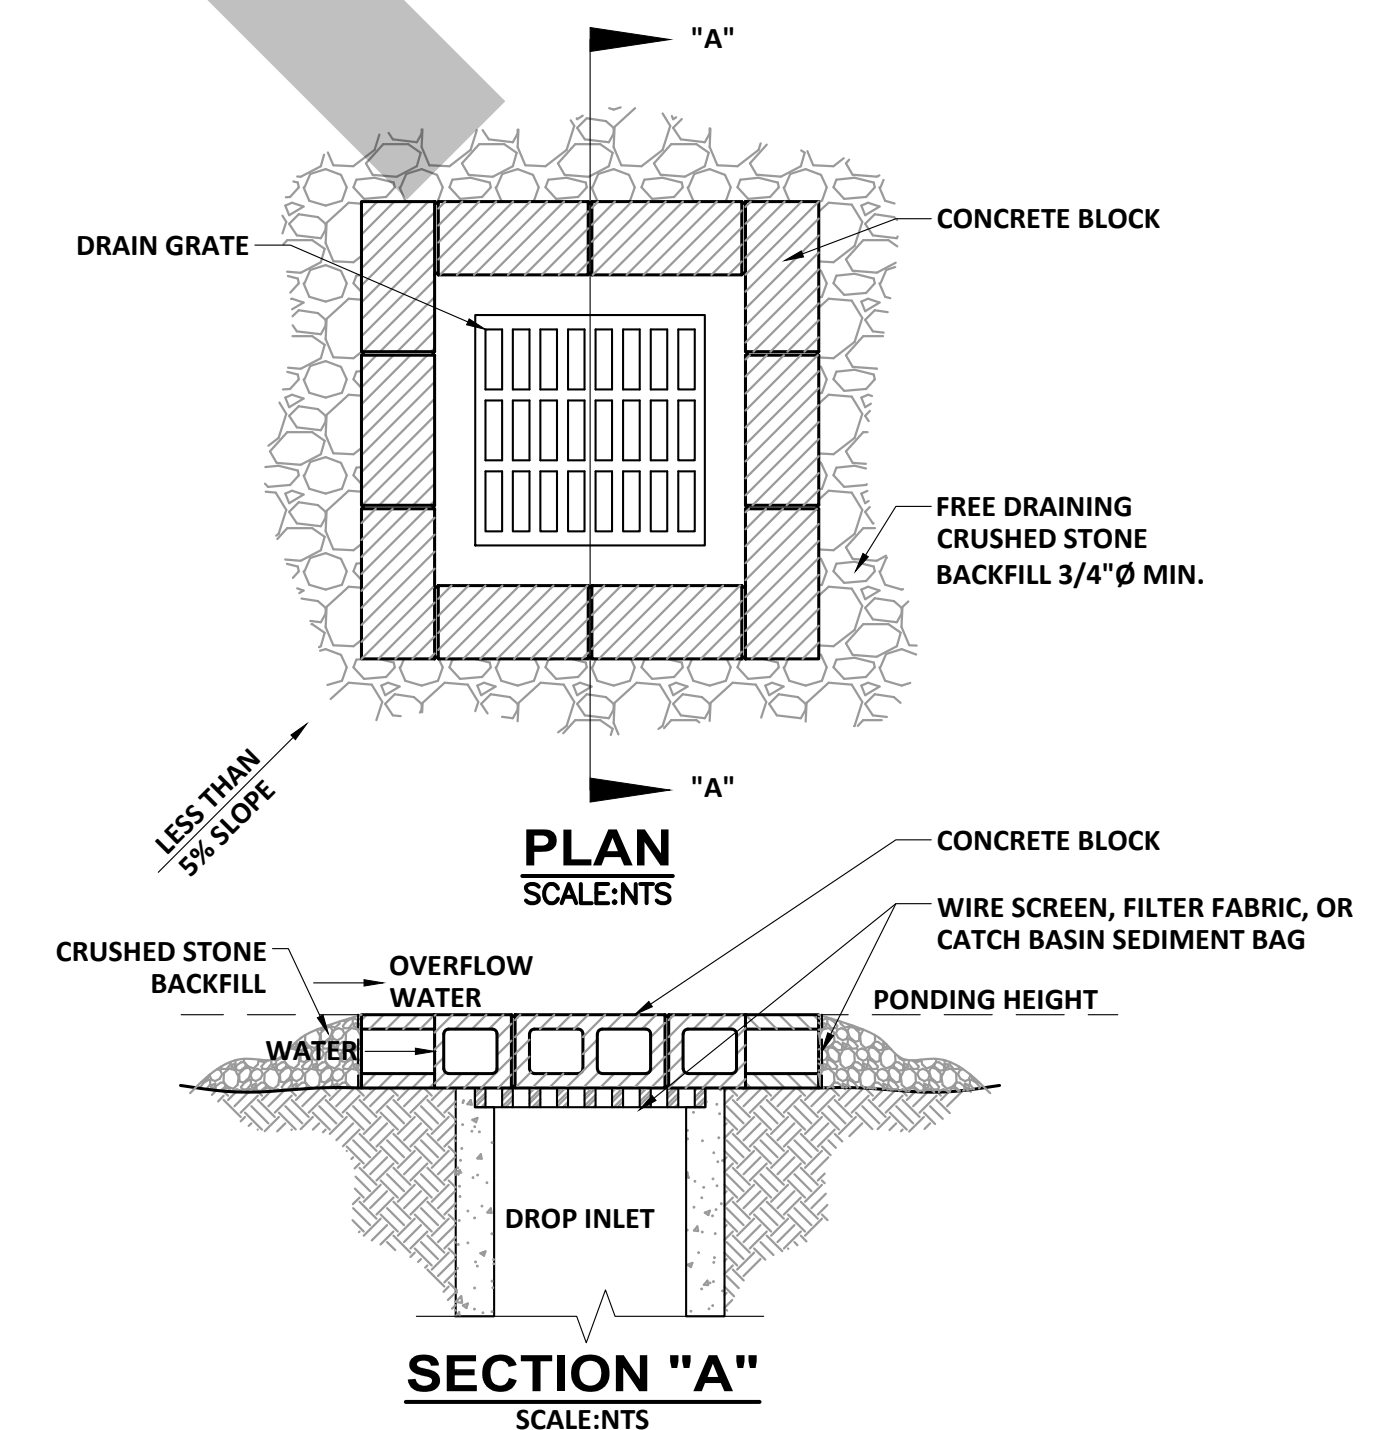 "A"
DRAIN GRATE
CONCRETE BLOCK
FREE DRAINING
CRUSHED STONE
BACKFILL 3/4"Ø MIN.
LESS THAN
5% SLOPE
"A"
PLAN
SCALE:NTS
CONCRETE BLOCK
WIRE SCREEN, FILTER FABRIC, OR
CATCH BASIN SEDIMENT BAG
CRUSHED STONE
BACKFILL
OVERFLOW
WATER
PONDING HEIGHT
WATER
DROP INLET
SECTION "A"
SCALE:NTS